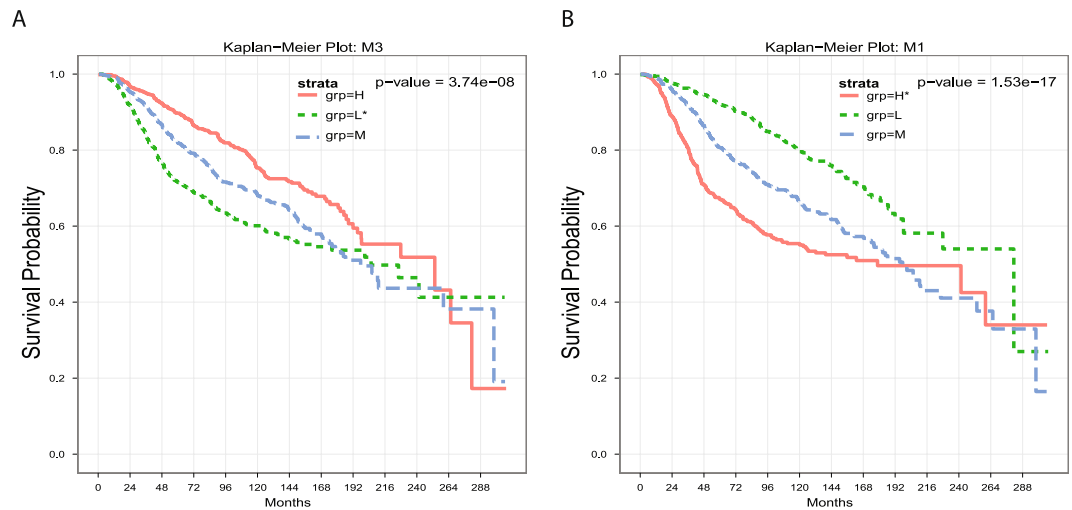 A
Kaplan−Meier Plot: M3
strata
p−value = 3.74e−08
grp=H
grp=L*
grp=M
Survival Probability
1.0
0.8
0.6
0.4
0.2
0.0
0 24 48 72 96 120 144 168 192 216 240 264 288
Months
B
Kaplan−Meier Plot: M1
strata
p−value = 1.53e−17
grp=H*
grp=L
grp=M
Survival Probability
1.0
0.8
0.6
0.4
0.2
0.0
0 24 48 72 96 120 144 168 192 216 240 264 288
Months